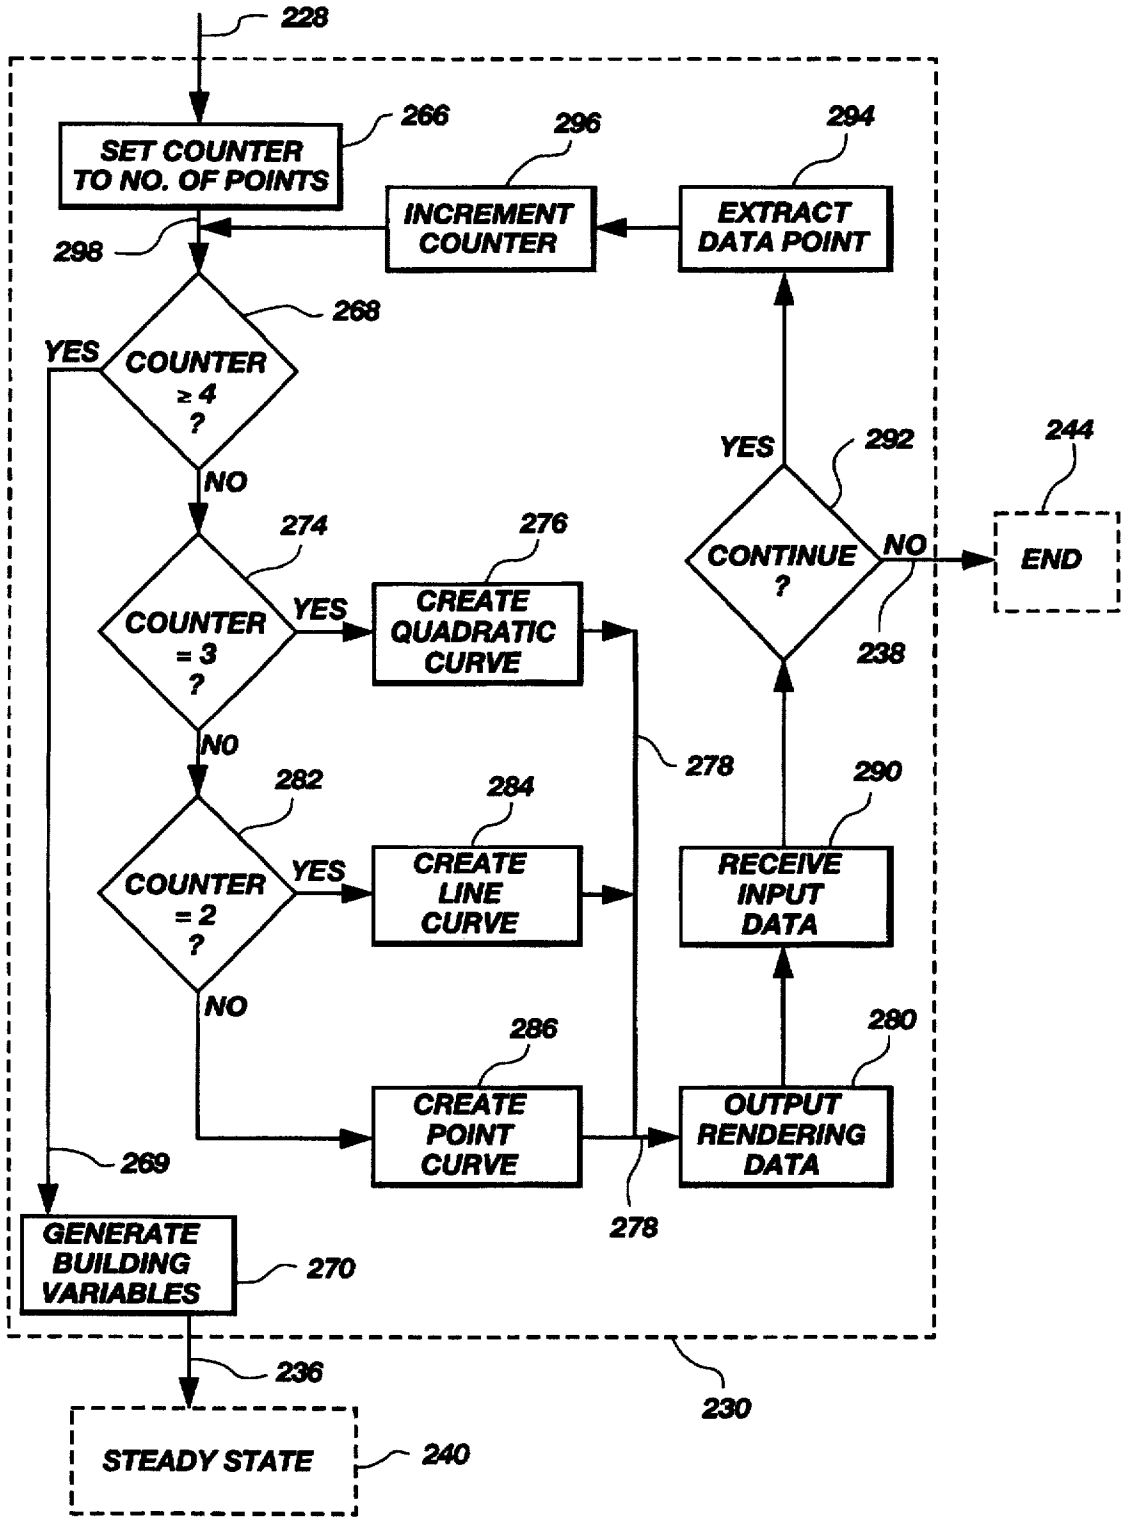 228
266
SET COUNTER
TO NO. OF POINTS
296
INCREMENT
COUNTER
294
EXTRACT
DATA POINT
298
268
YES
COUNTER
≥ 4
?
NO
274
COUNTER
= 3
?
YES
276
CREATE
QUADRATIC
CURVE
YES
292
CONTINUE
?
NO
238
244
END
NO
278
282
COUNTER
= 2
?
YES
284
CREATE
LINE
CURVE
290
RECEIVE
INPUT
DATA
NO
286
CREATE
POINT
CURVE
278
280
OUTPUT
RENDERING
DATA
269
GENERATE
BUILDING
VARIABLES
270
236
230
STEADY STATE
240